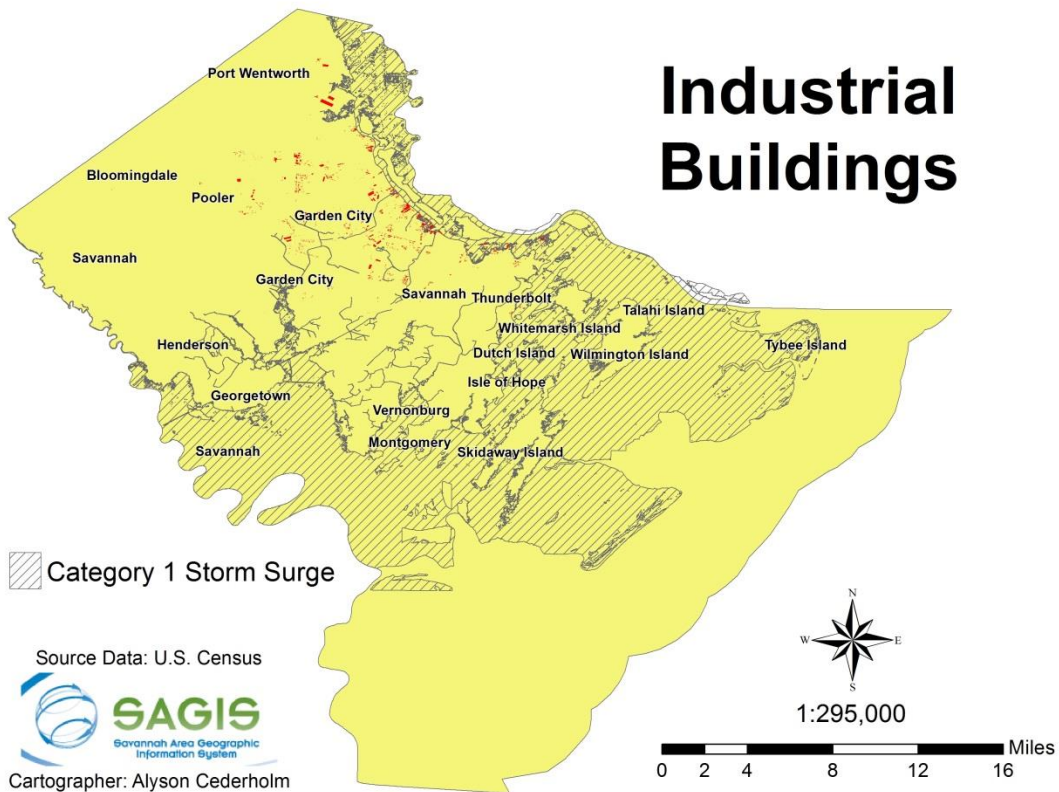 Industrial
Buildings
Port Wentworth
Bloomingdale
Pooler
Garden City
Savannah
Garden City
Savannah
Thunderbolt
Talahi Island
Whitemarsh Island
Henderson
Dutch Island
Wilmington Island
Tybee Island
Isle of Hope
Georgetown
Vernonburg
Montgomery
Savannah
Skidaway Island
Category 1 Storm Surge
Source Data: U.S. Census
SAGIS
Savannah Area Geographic
Information System
Cartographer: Alyson Cederholm
N
W
E
S
1:295,000
Miles
0 2 4 8 12 16